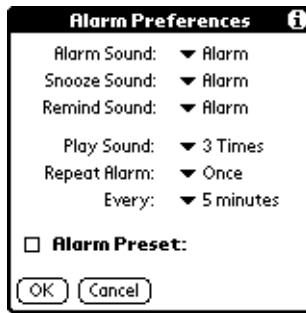 Alarm Preferences i
Alarm Sound: Alarm
Snooze Sound: Alarm
Remind Sound: Alarm
Play Sound: 3 Times
Repeat Alarm: Once
Every: 5 minutes
Alarm Preset:
OK Cancel